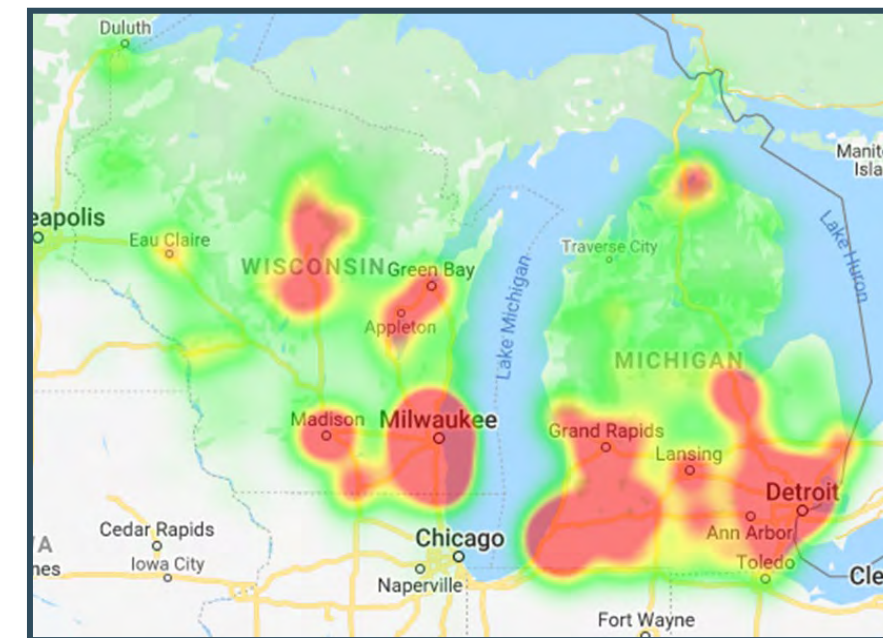 Duluth
Manit
Isla
eapolis
Eau Claire
Traverse City
Lake Huron
WISCONSIN
Green Bay
Lake Michigan
Appleton
MICHIGAN
Madison
Milwaukee
Grand Rapids
Lansing
Detroit
Ann Arbor
Cedar Rapids
Chicago
A
nes
Iowa City
Naperville
Toledo
Cle
Fort Wayne